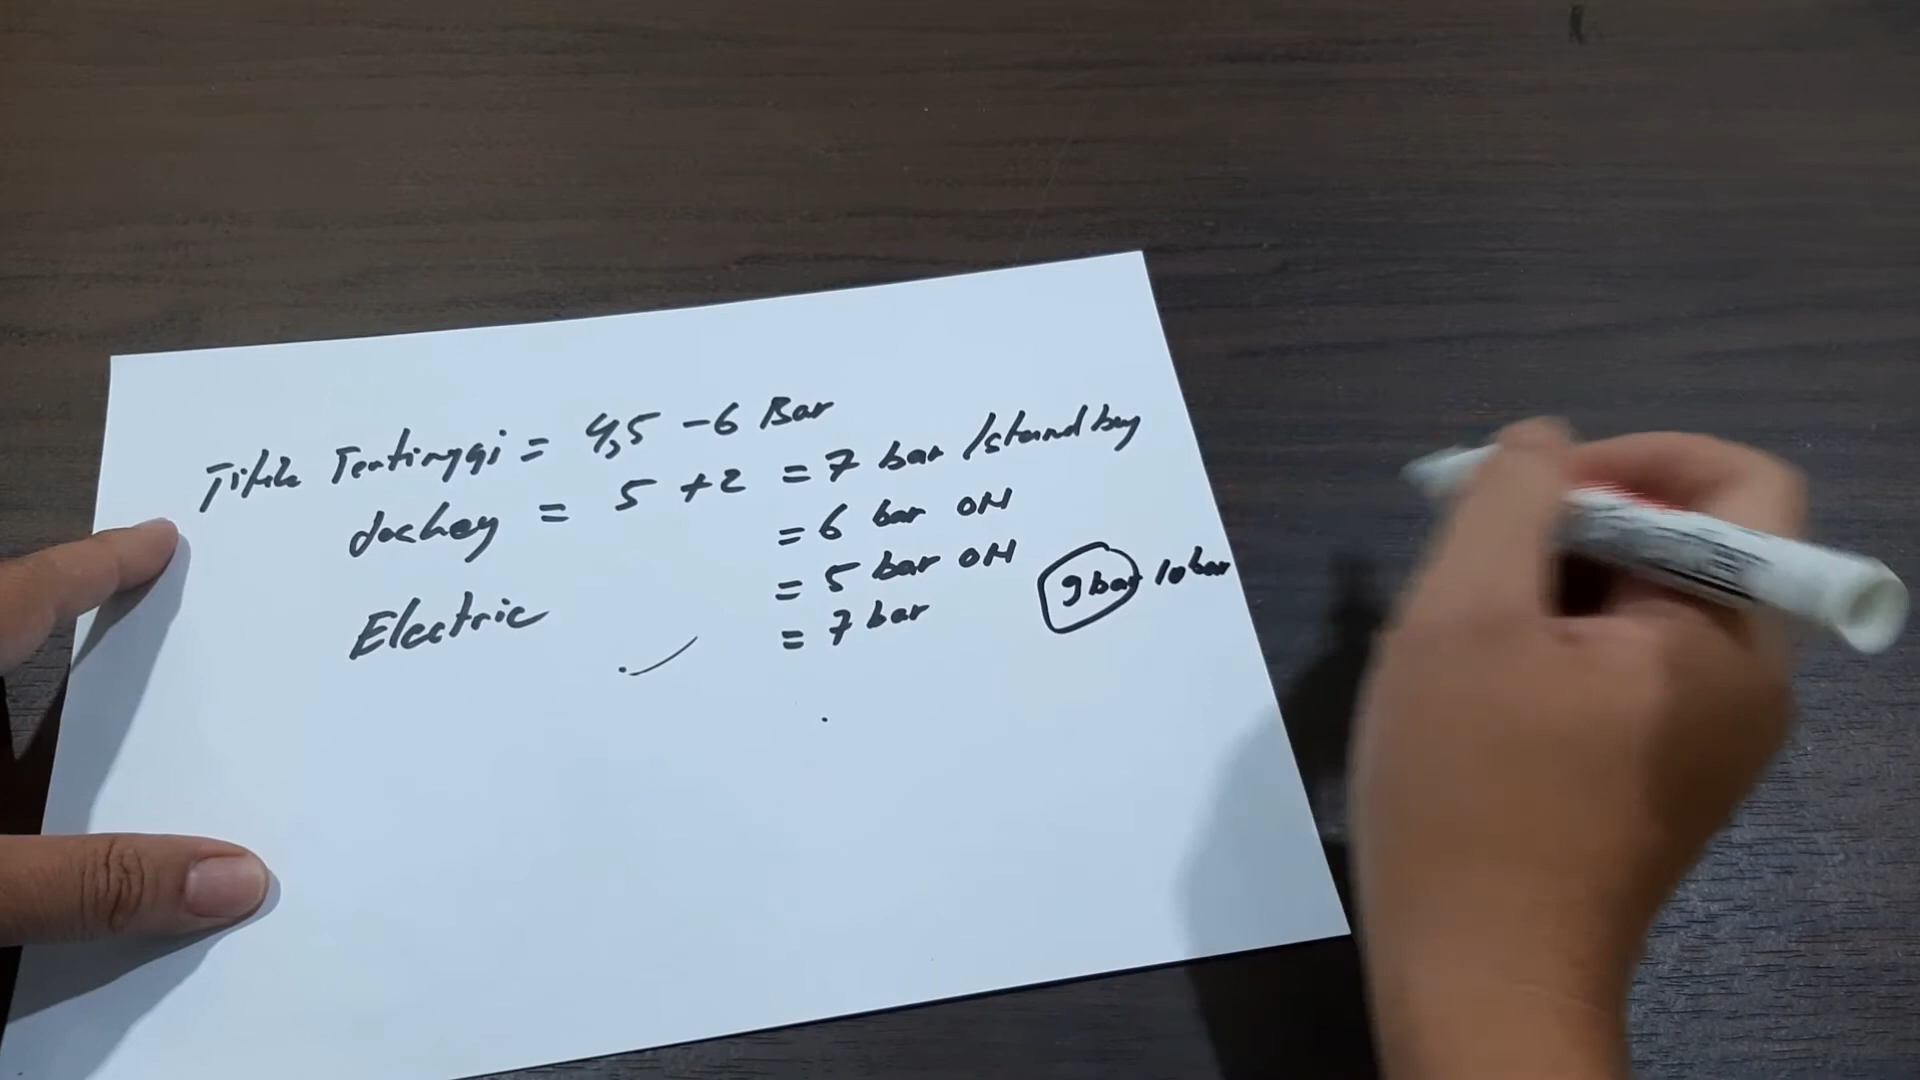 Titik Tertinggi = 4,5 - 6 Bar
Jockey = 5 + 2 = 7 bar / standby
= 6 bar ON
= 5 bar ON 9 bar 10 bar
Electric = 7 bar